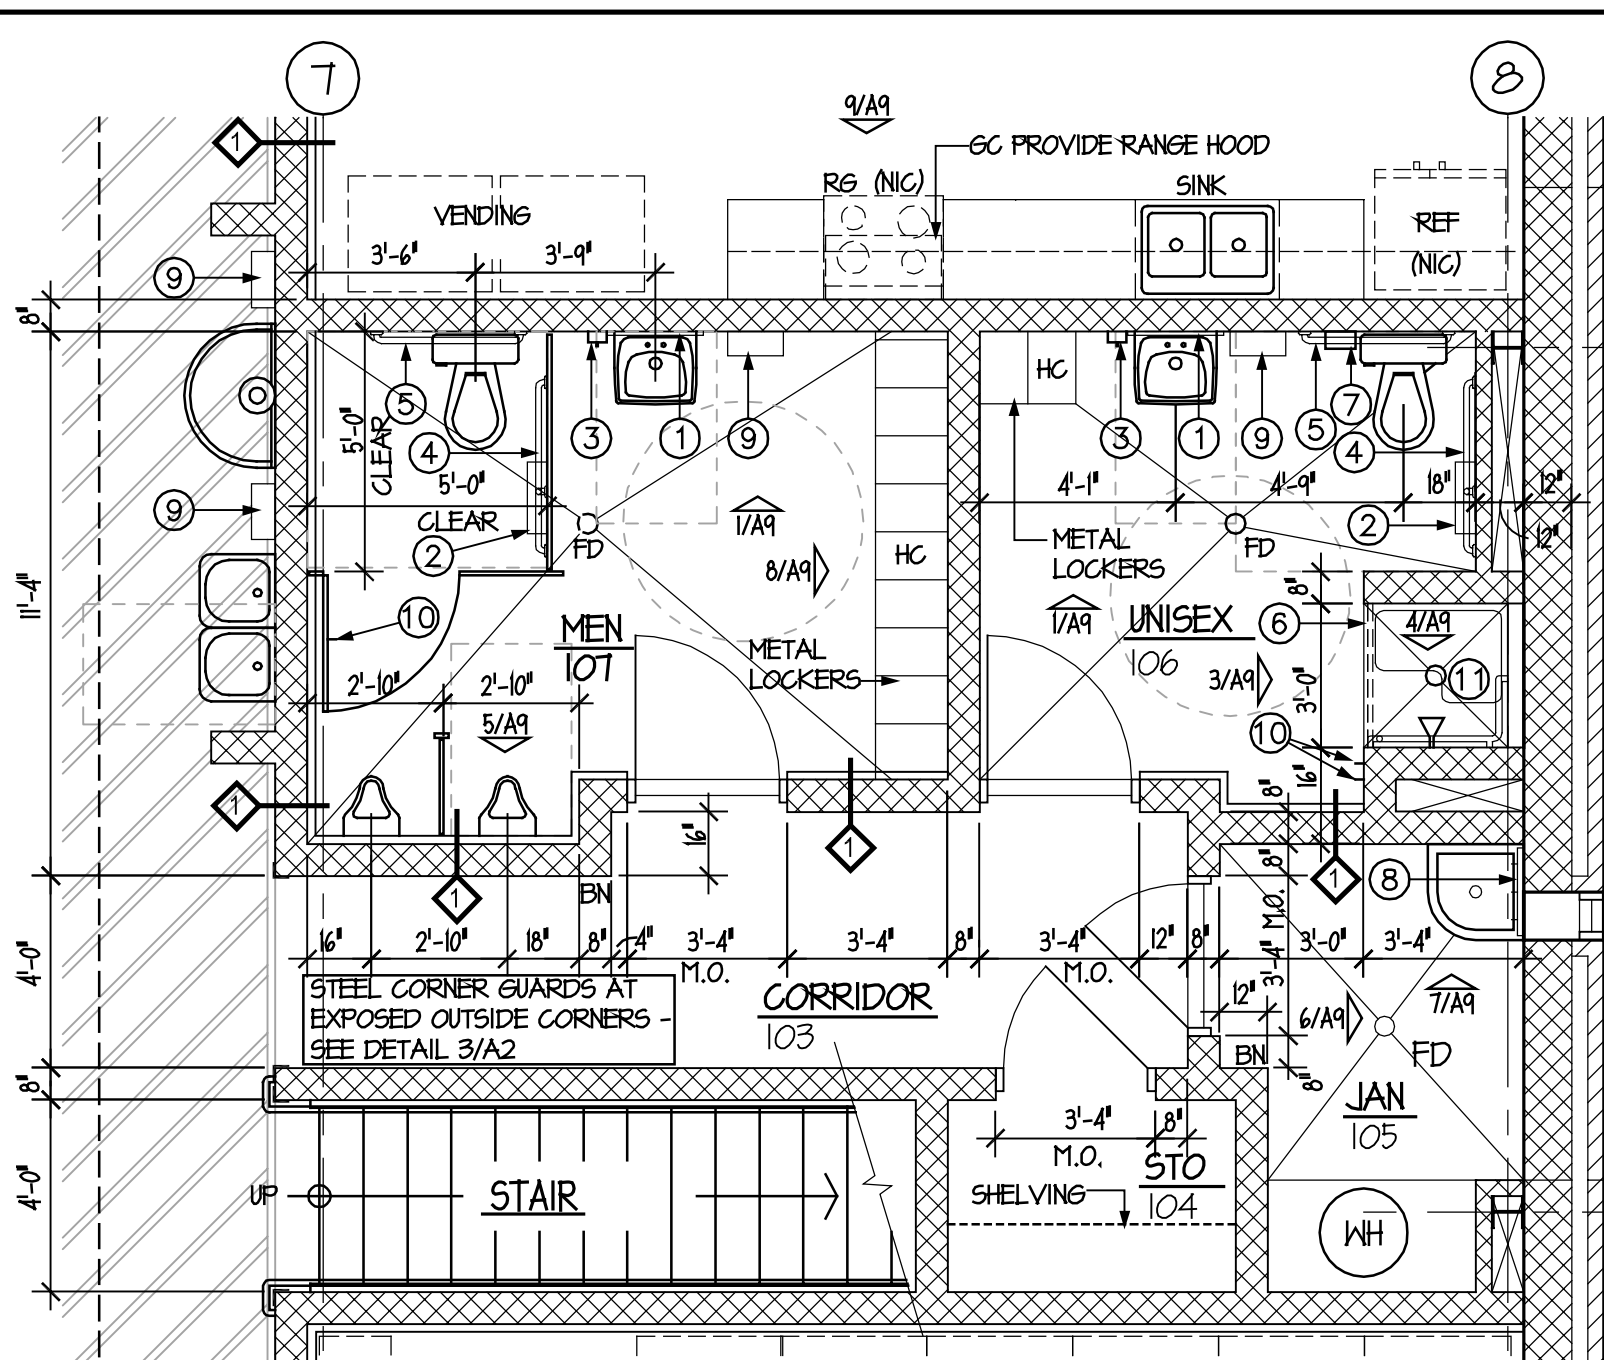 7
8
9/A9
1
GC PROVIDE RANGE HOOD
RG (NIC)
SINK
VENDING
REF
(NIC)
3'-6"
3'-9"
9
8"
HC
5
7
3
1
9
3
1
9
5
4
4
5'-0"
CLEAR
5'-0"
CLEAR
4'-1"
4'-9"
18"
12"
12"
9
2
2
FD
FD
1/A9
METAL
LOCKERS
8/A9
HC
11'-4"
8"
10
MEN
107
1/A9
UNISEX
106
6
4/A9
METAL
LOCKERS
3/A9
11
3'-0"
2'-10"
2'-10"
5/A9
10
16"
8"
1
16"
1
8"
1
8
1
BN
3'-4" M.O.
16"
2'-10"
18"
8"
4"
3'-4"
M.O.
3'-4"
8"
3'-4"
M.O.
12"
8"
3'-0"
3'-4"
4'-0"
STEEL CORNER GUARDS AT
EXPOSED OUTSIDE CORNERS -
SEE DETAIL 3/A2
CORRIDOR
103
12"
6/A9
7/A9
BN
FD
8"
8"
JAN
105
3'-4"
M.O.
8"
STO
104
4'-0"
UP
STAIR
SHELVING
WH